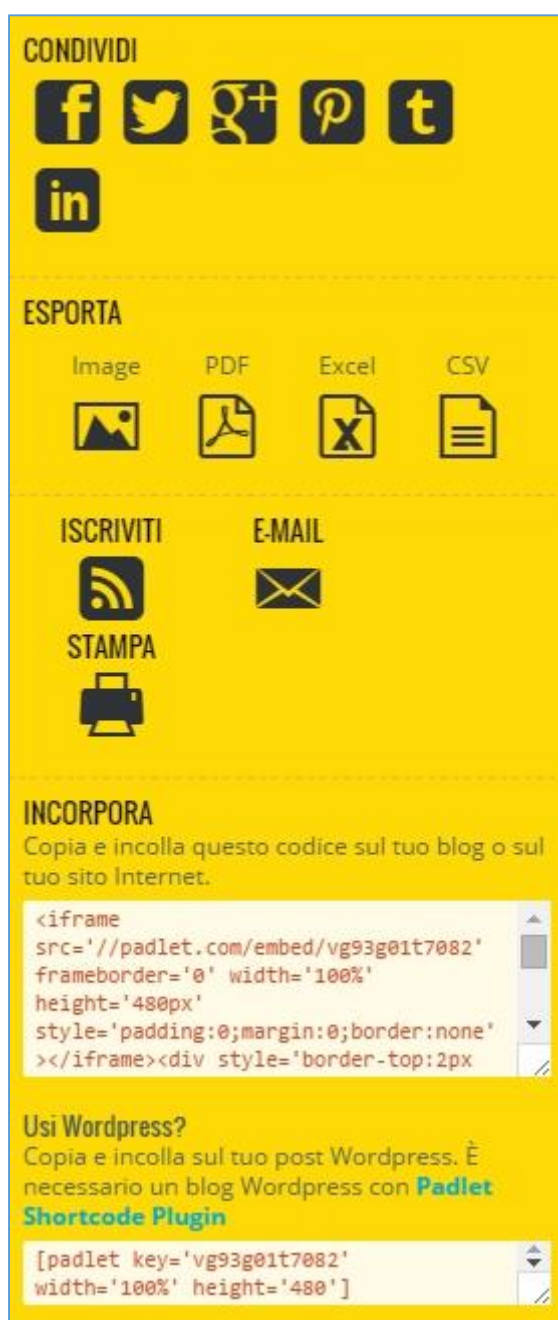 CONDIVIDI
f g+ p t
in
ESPORTA
Image PDF Excel CSV
X
ISCRIVITI E-MAIL
STAMPA
INCORPORA
Copia e incolla questo codice sul tuo blog o sul
tuo sito Internet.
<iframe
src='//padlet.com/embed/vg93g01t7082'
frameborder='0' width='100%'
height='480px'
style='padding:0;margin:0;border:none'
></iframe><div style='border-top:2px
Usi Wordpress?
Copia e incolla sul tuo post Wordpress. È
necessario un blog Wordpress con Padlet
Shortcode Plugin
[padlet key='vg93g01t7082'
width='100%' height='480']